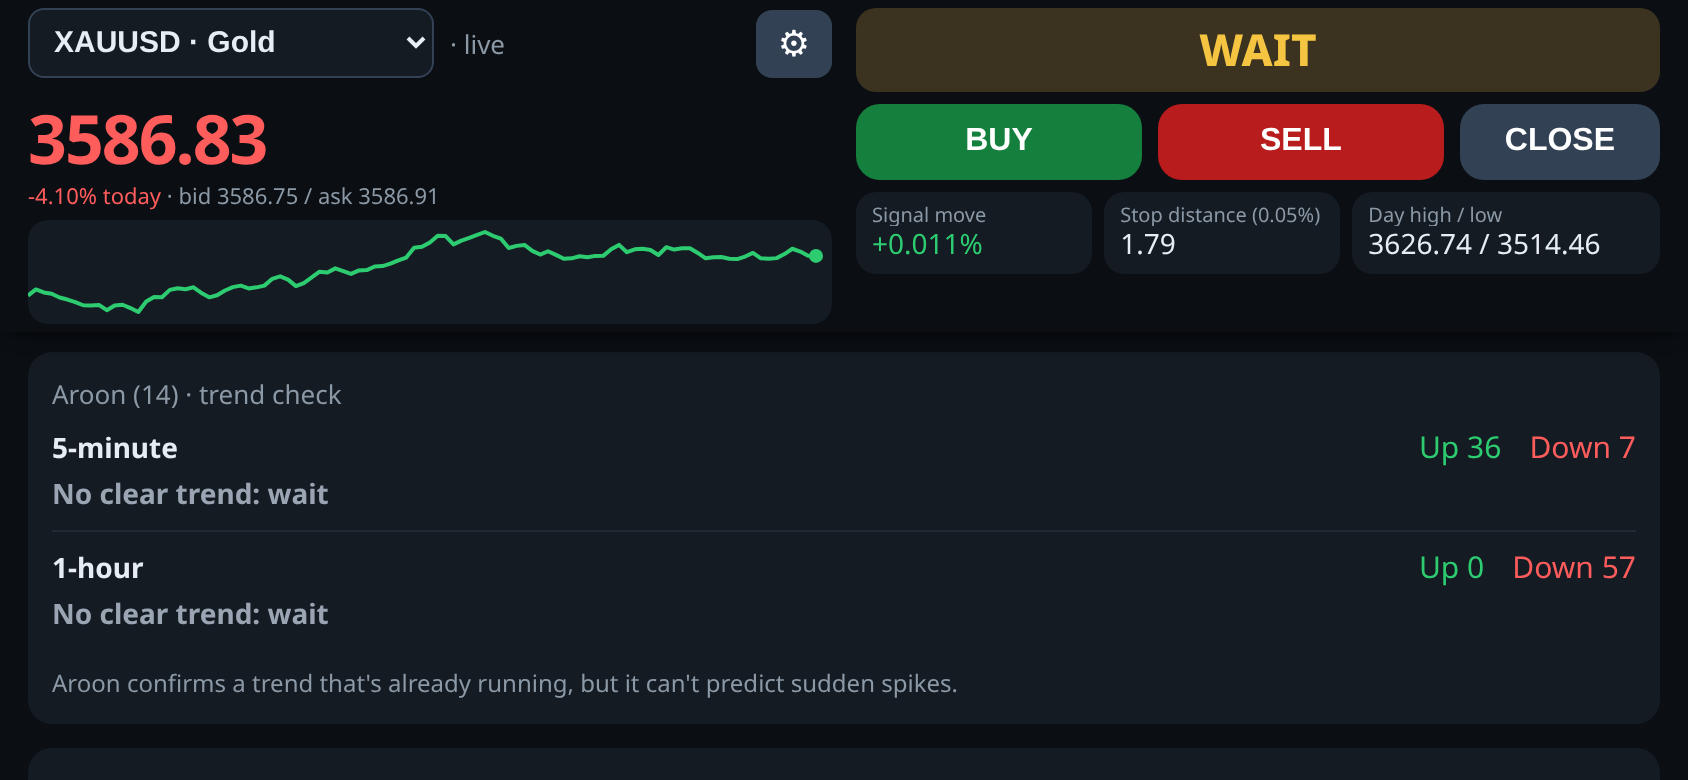 XAUUSD · Gold
· live
3586.83
-4.10% today · bid 3586.75 / ask 3586.91
WAIT
BUY
SELL
CLOSE
Signal move
+0.011%
Stop distance (0.05%)
1.79
Day high / low
3626.74 / 3514.46
Aroon (14) · trend check
5-minute
Up 36 Down 7
No clear trend: wait
1-hour
Up 0 Down 57
No clear trend: wait
Aroon confirms a trend that's already running, but it can't predict sudden spikes.